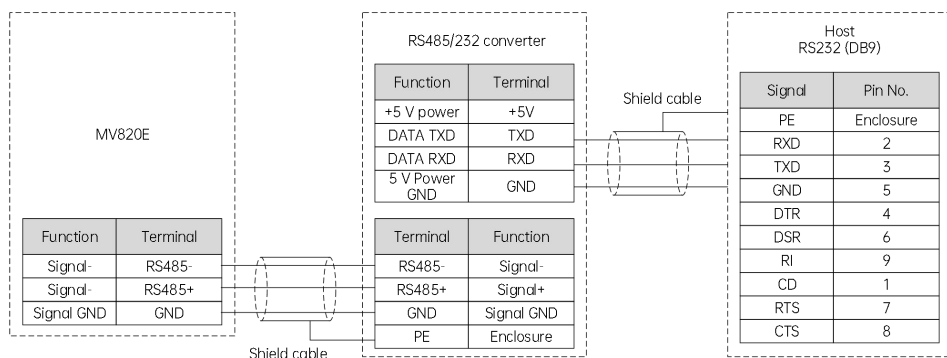 MV820E
Function Terminal
Signal- RS485-
Signal- RS485+
Signal GND GND
Shield cable
RS485/232 converter
Function Terminal
+5 V power +5V
DATA TXD TXD
DATA RXD RXD
5 V Power
GND GND
Terminal Function
RS485- Signal-
RS485+ Signal+
GND Signal GND
PE Enclosure
Shield cable
Host
RS232 (DB9)
Signal Pin No.
PE Enclosure
RXD 2
TXD 3
GND 5
DTR 4
DSR 6
RI 9
CD 1
RTS 7
CTS 8